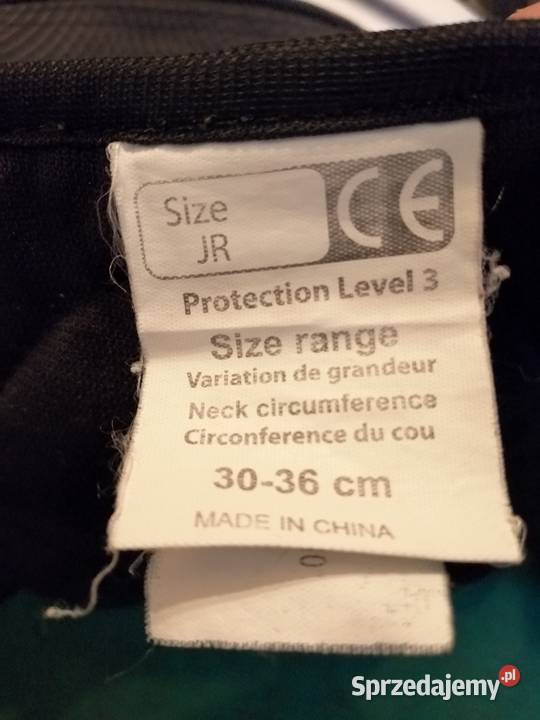 Size
JR
CE
Protection Level 3
Size range
Variation de grandeur
Neck circumference
Circonference du cou
30-36 cm
MADE IN CHINA
0
Sprzedajemy.pl